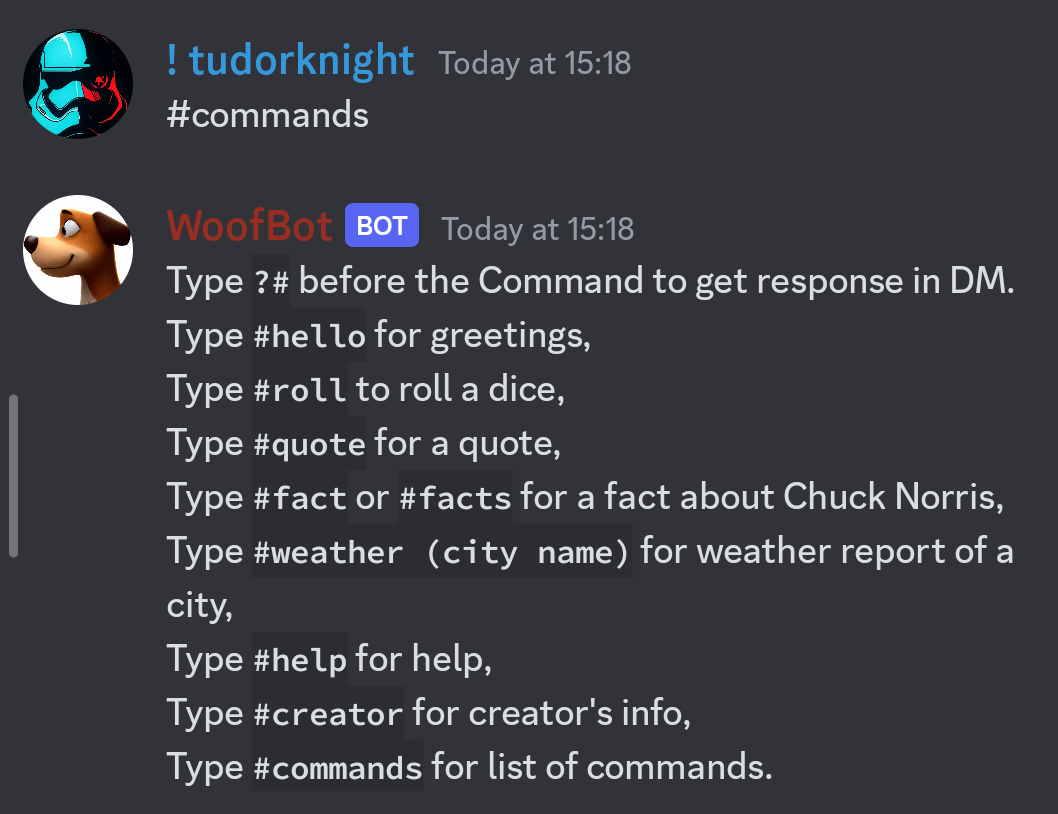 ! tudorknight Today at 15:18
#commands
WoofBot BOT Today at 15:18
Type ?# before the Command to get response in DM.
Type #hello for greetings,
Type #roll to roll a dice,
Type #quote for a quote,
Type #fact or #facts for a fact about Chuck Norris,
Type #weather (city name) for weather report of a
city,
Type #help for help,
Type #creator for creator's info,
Type #commands for list of commands.